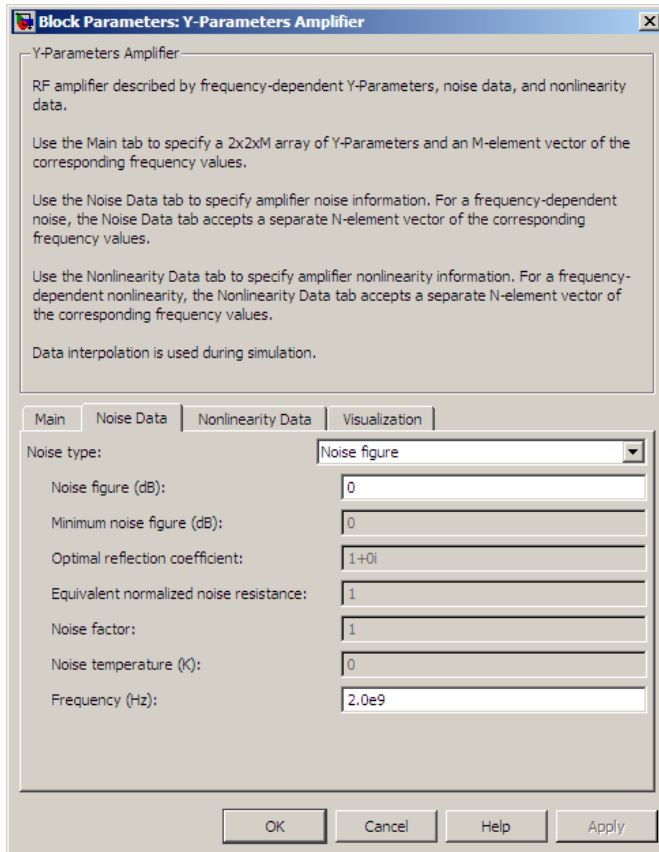 Block Parameters: Y-Parameters Amplifier
Y-Parameters Amplifier
RF amplifier described by frequency-dependent Y-Parameters, noise data, and nonlinearity
data.
Use the Main tab to specify a 2x2xM array of Y-Parameters and an M-element vector of the
corresponding frequency values.
Use the Noise Data tab to specify amplifier noise information. For a frequency-dependent
noise, the Noise Data tab accepts a separate N-element vector of the corresponding
frequency values.
Use the Nonlinearity Data tab to specify amplifier nonlinearity information. For a frequency-
dependent nonlinearity, the Nonlinearity Data tab accepts a separate N-element vector of
the corresponding frequency values.
Data interpolation is used during simulation.
Main Noise Data Nonlinearity Data Visualization
Noise type: Noise figure
Noise figure (dB): 0
Minimum noise figure (dB): 0
Optimal reflection coefficient: 1+0i
Equivalent normalized noise resistance: 1
Noise factor: 1
Noise temperature (K): 0
Frequency (Hz): 2.0e9
OK Cancel Help Apply